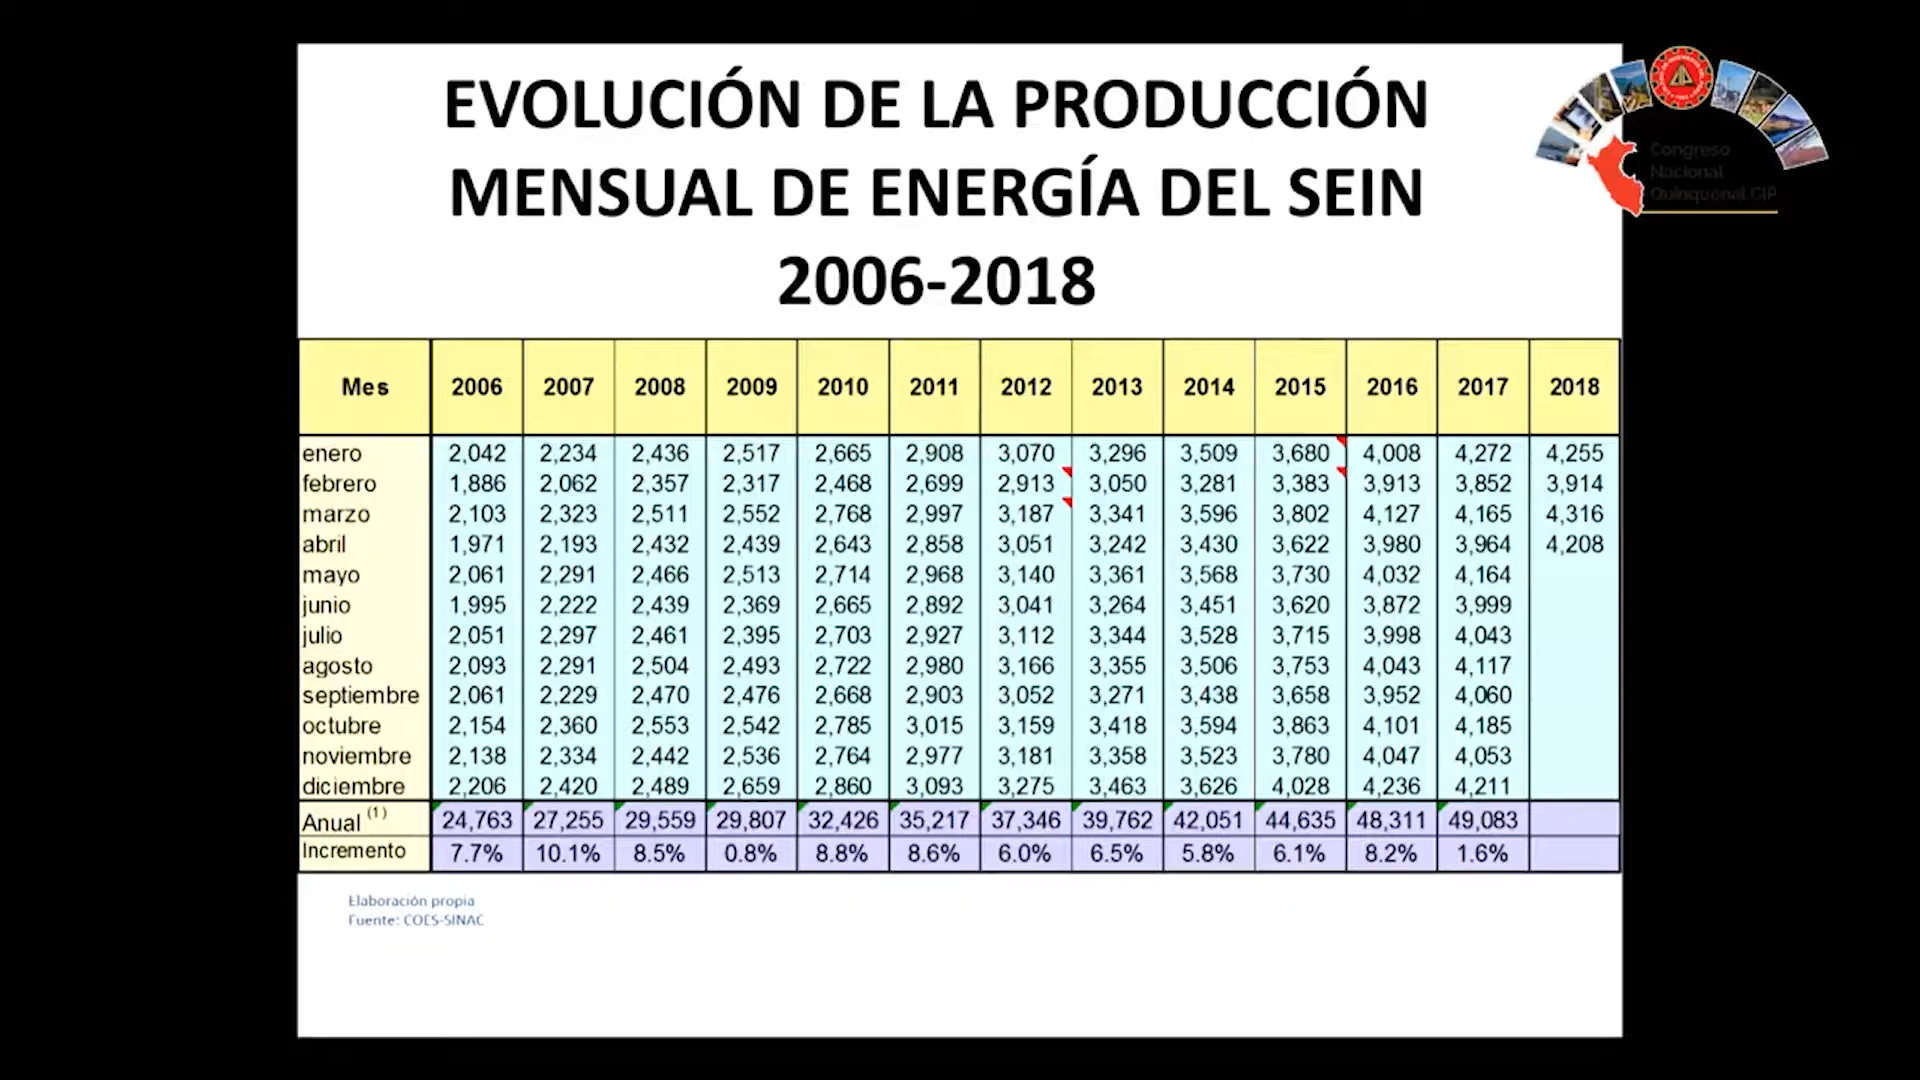 EVOLUCIÓN DE LA PRODUCCIÓN
MENSUAL DE ENERGÍA DEL SEIN
2006-2018
Congreso
Nacional
Quinquenal CIP
Mes 2006 2007 2008 2009 2010 2011 2012 2013 2014 2015 2016 2017 2018
enero 2,042 2,234 2,436 2,517 2,665 2,908 3,070 3,296 3,509 3,680 4,008 4,272 4,255
febrero 1,886 2,062 2,357 2,317 2,468 2,699 2,913 3,050 3,281 3,383 3,913 3,852 3,914
marzo 2,103 2,323 2,511 2,552 2,768 2,997 3,187 3,341 3,596 3,802 4,127 4,165 4,316
abril 1,971 2,193 2,432 2,439 2,643 2,858 3,051 3,242 3,430 3,622 3,980 3,964 4,208
mayo 2,061 2,291 2,466 2,513 2,714 2,968 3,140 3,361 3,568 3,730 4,032 4,164
junio 1,995 2,222 2,439 2,369 2,665 2,892 3,041 3,264 3,451 3,620 3,872 3,999
julio 2,051 2,297 2,461 2,395 2,703 2,927 3,112 3,344 3,528 3,715 3,998 4,043
agosto 2,093 2,291 2,504 2,493 2,722 2,980 3,166 3,355 3,506 3,753 4,043 4,117
septiembre 2,061 2,229 2,470 2,476 2,668 2,903 3,052 3,271 3,438 3,658 3,952 4,060
octubre 2,154 2,360 2,553 2,542 2,785 3,015 3,159 3,418 3,594 3,863 4,101 4,185
noviembre 2,138 2,334 2,442 2,536 2,764 2,977 3,181 3,358 3,523 3,780 4,047 4,053
diciembre 2,206 2,420 2,489 2,659 2,860 3,093 3,275 3,463 3,626 4,028 4,236 4,211
Anual (1) 24,763 27,255 29,559 29,807 32,426 35,217 37,346 39,762 42,051 44,635 48,311 49,083
Incremento 7.7% 10.1% 8.5% 0.8% 8.8% 8.6% 6.0% 6.5% 5.8% 6.1% 8.2% 1.6%
Elaboración propia
Fuente: COES-SINAC